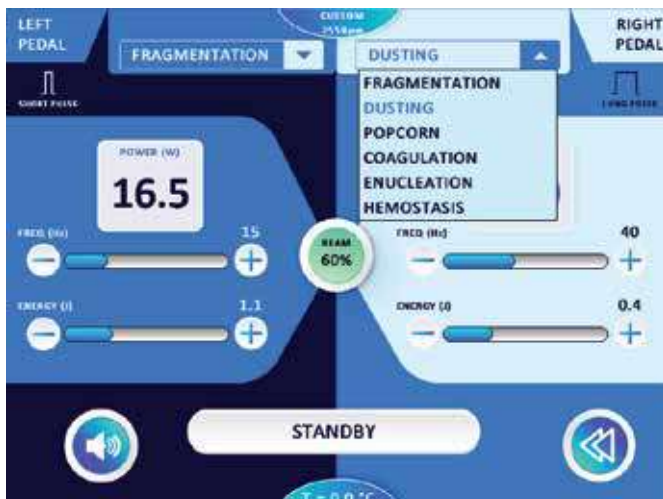 LEFT
PEDAL
CUSTOM
RIGHT
PEDAL
FRAGMENTATION
DUSTING
FRAGMENTATION
DUSTING
POPCORN
COAGULATION
ENUCLEATION
HEMOSTASIS
SHORT PULSE
LONG PULSE
POWER (W)
16.5
FREQ (Hz)
15
BEAM
60%
FREQ (Hz)
40
ENERGY (J)
1.1
ENERGY (J)
0.4
STANDBY